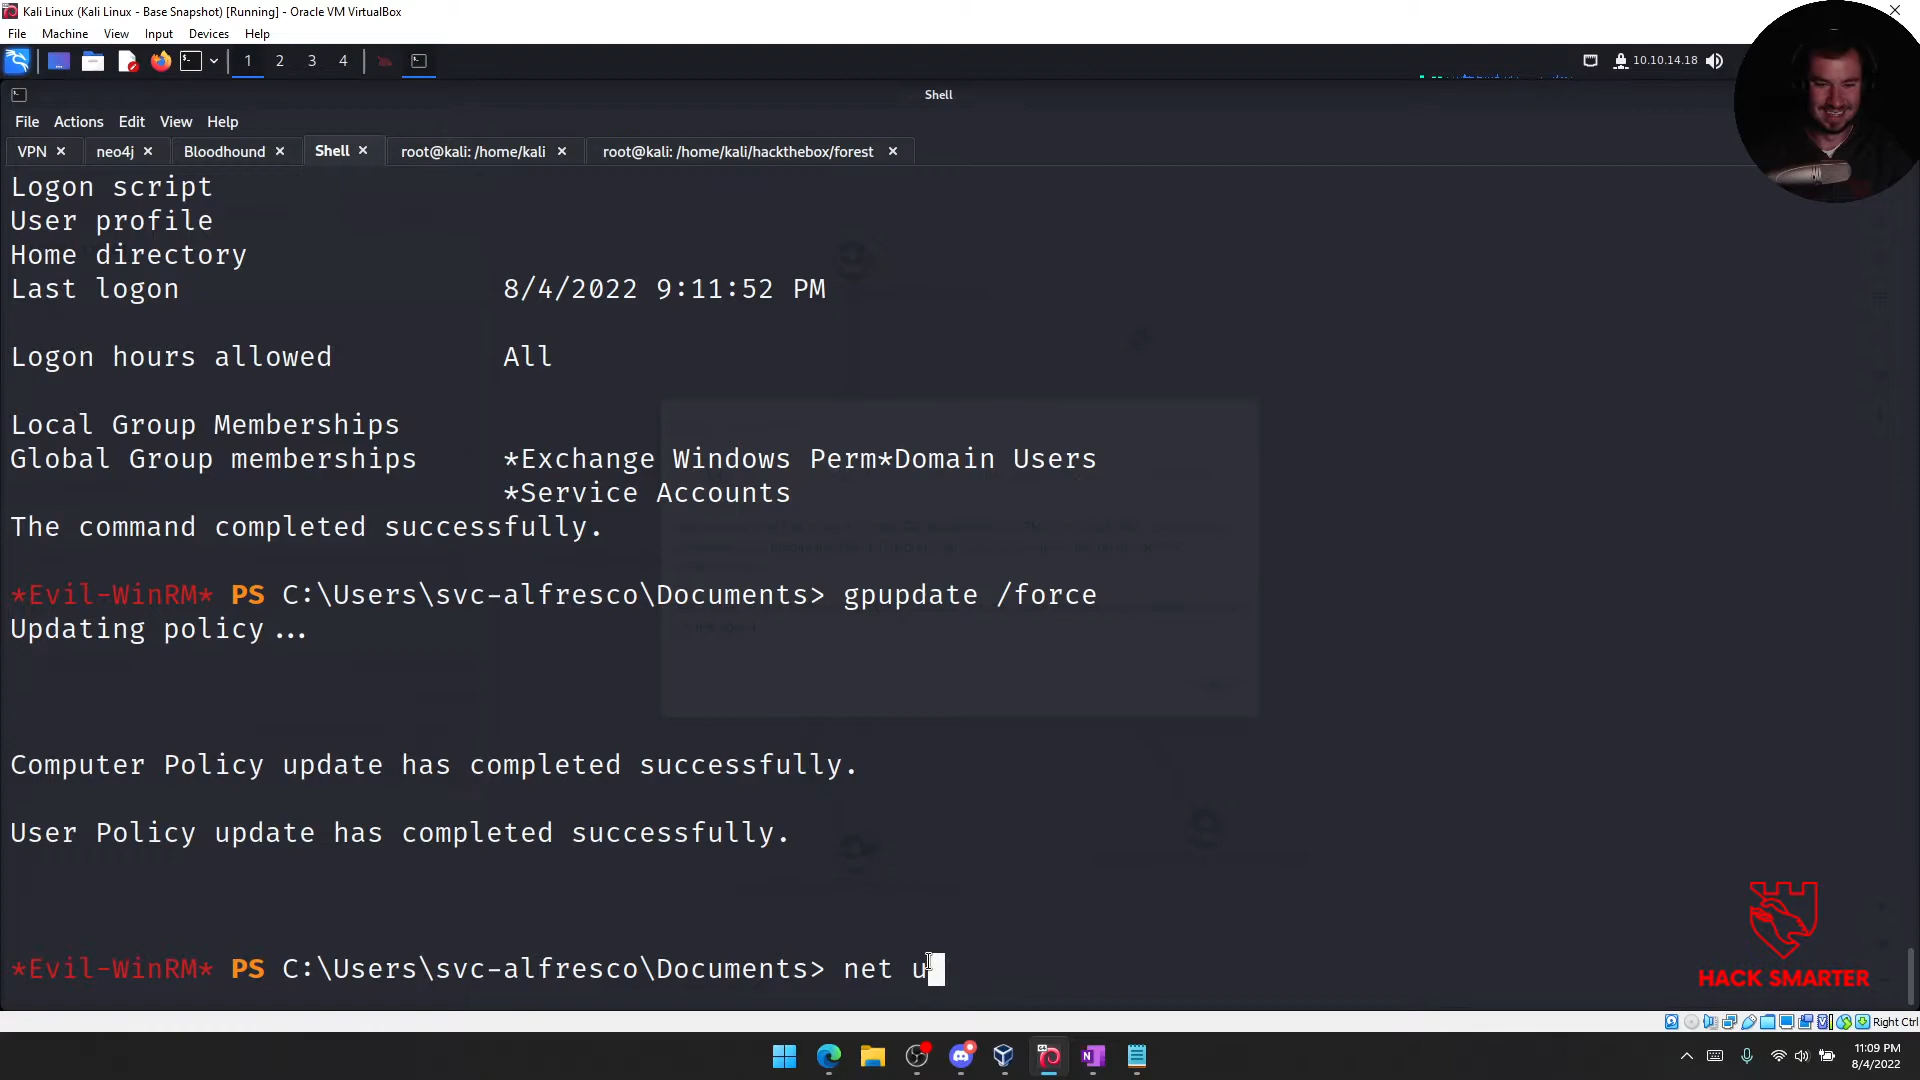 Kali Linux (Kali Linux - Base Snapshot) [Running] - Oracle VM VirtualBox
File Machine View Input Devices Help
1 2 3 4
10.10.14.18
Shell
File Actions Edit View Help
VPN neo4j Bloodhound Shell root@kali: /home/kali root@kali: /home/kali/hackthebox/forest
Logon script
User profile
Home directory
Last logon 8/4/2022 9:11:52 PM
Logon hours allowed All
Local Group Memberships
Global Group memberships *Exchange Windows Perm*Domain Users
*Service Accounts
The command completed successfully.
*Evil-WinRM* PS C:\Users\svc-alfresco\Documents> gpupdate /force
Updating policy...
Computer Policy update has completed successfully.
User Policy update has completed successfully.
*Evil-WinRM* PS C:\Users\svc-alfresco\Documents> net u
HACK SMARTER
Right Ctrl
11:09 PM
8/4/2022